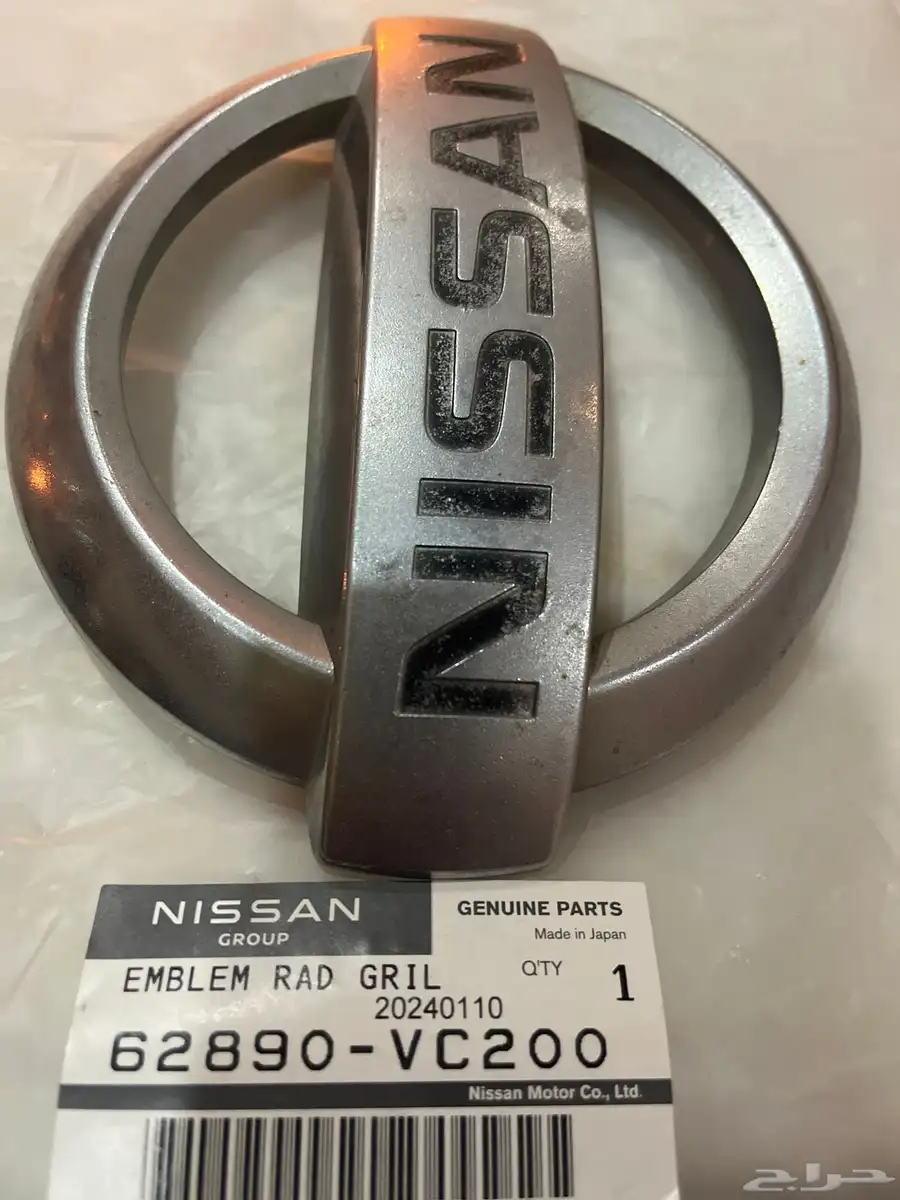 NISSAN
NISSAN
GROUP
GENUINE PARTS
Made in Japan
EMBLEM RAD GRIL
Q'TY 1
20240110
62890-VC200
Nissan Motor Co., Ltd.
حراج